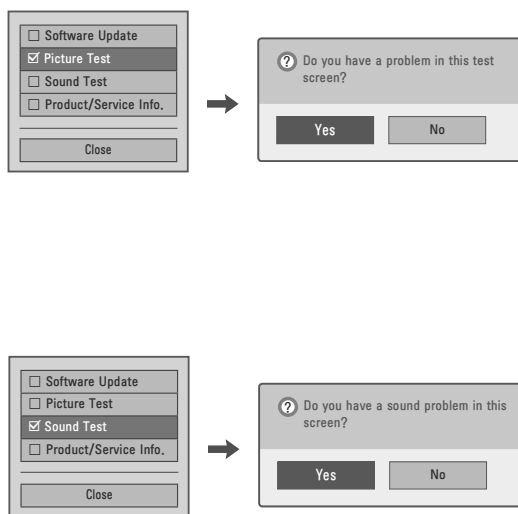 Software Update
Picture Test
Sound Test
Product/Service Info.
Close
? Do you have a problem in this test
screen?
Yes No
Software Update
Picture Test
Sound Test
Product/Service Info.
Close
? Do you have a sound problem in this
screen?
Yes No